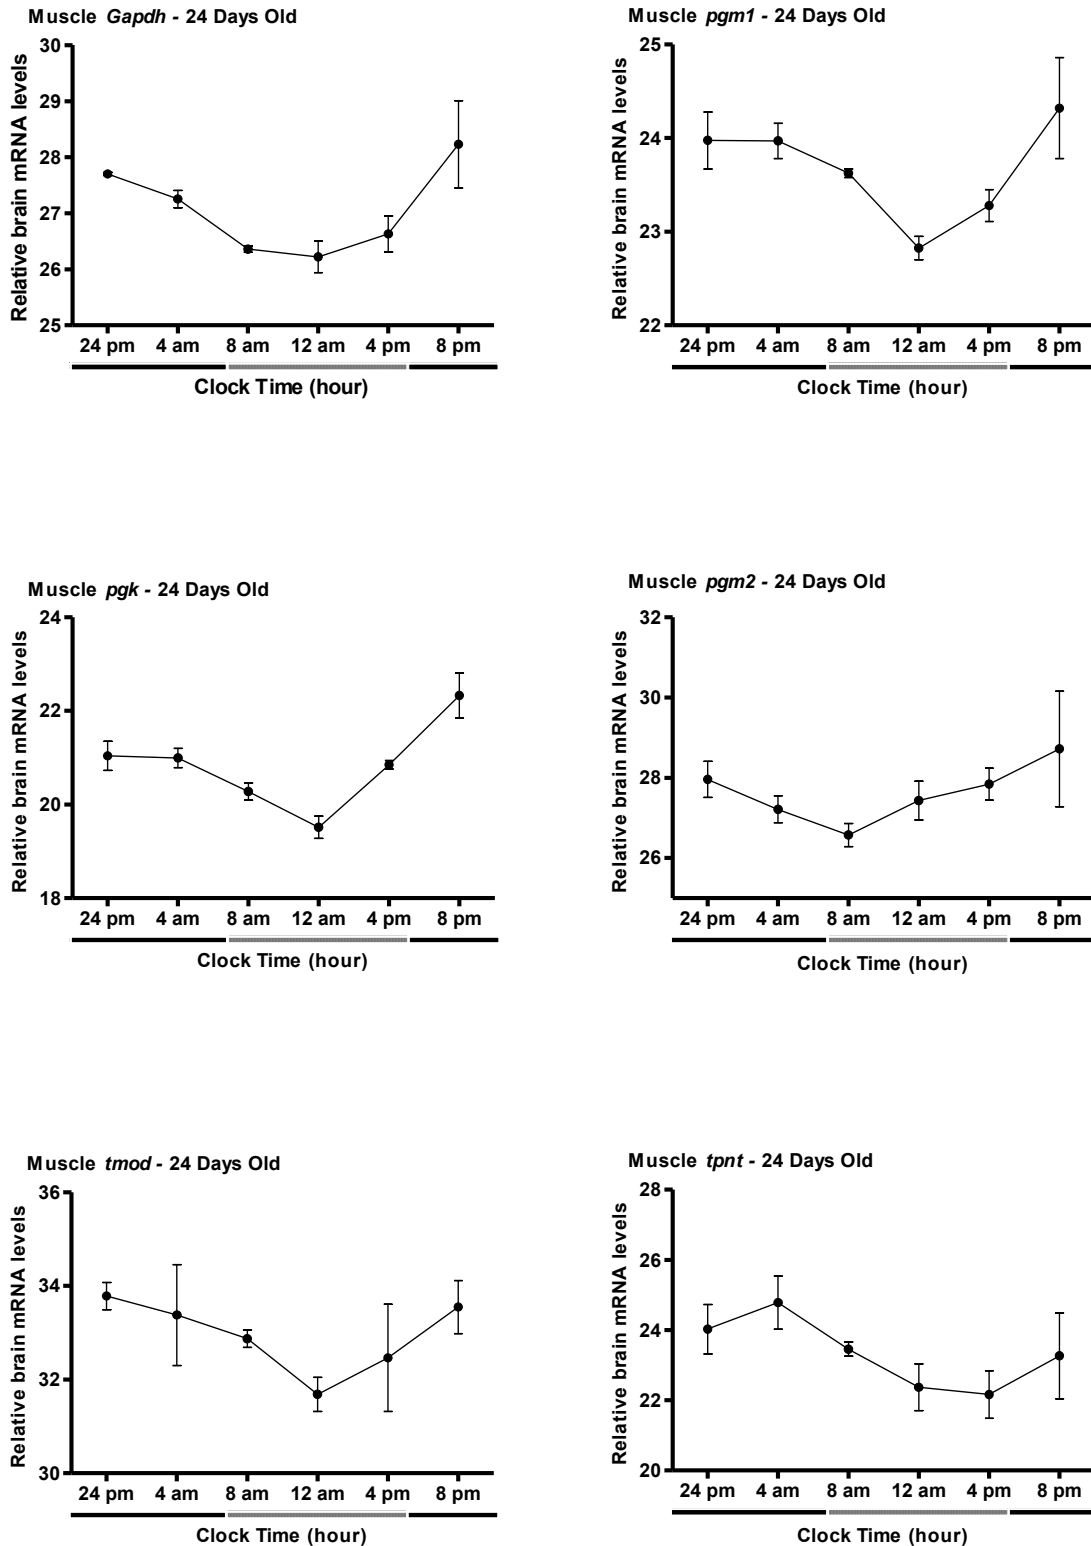 Muscle Gapdh - 24 Days Old
Relative brain mRNA levels
30
29
28
27
26
25
24 pm 4 am 8 am 12 am 4 pm 8 pm
Clock Time (hour)
Muscle pgm1 - 24 Days Old
Relative brain mRNA levels
25
24
23
22
24 pm 4 am 8 am 12 am 4 pm 8 pm
Clock Time (hour)
Muscle pgk - 24 Days Old
Relative brain mRNA levels
24
22
20
18
24 pm 4 am 8 am 12 am 4 pm 8 pm
Clock Time (hour)
Muscle pgm2 - 24 Days Old
Relative brain mRNA levels
32
30
28
26
24 pm 4 am 8 am 12 am 4 pm 8 pm
Clock Time (hour)
Muscle tmod - 24 Days Old
Relative brain mRNA levels
36
34
32
30
24 pm 4 am 8 am 12 am 4 pm 8 pm
Clock Time (hour)
Muscle tpnt - 24 Days Old
Relative brain mRNA levels
28
26
24
22
20
24 pm 4 am 8 am 12 am 4 pm 8 pm
Clock Time (hour)